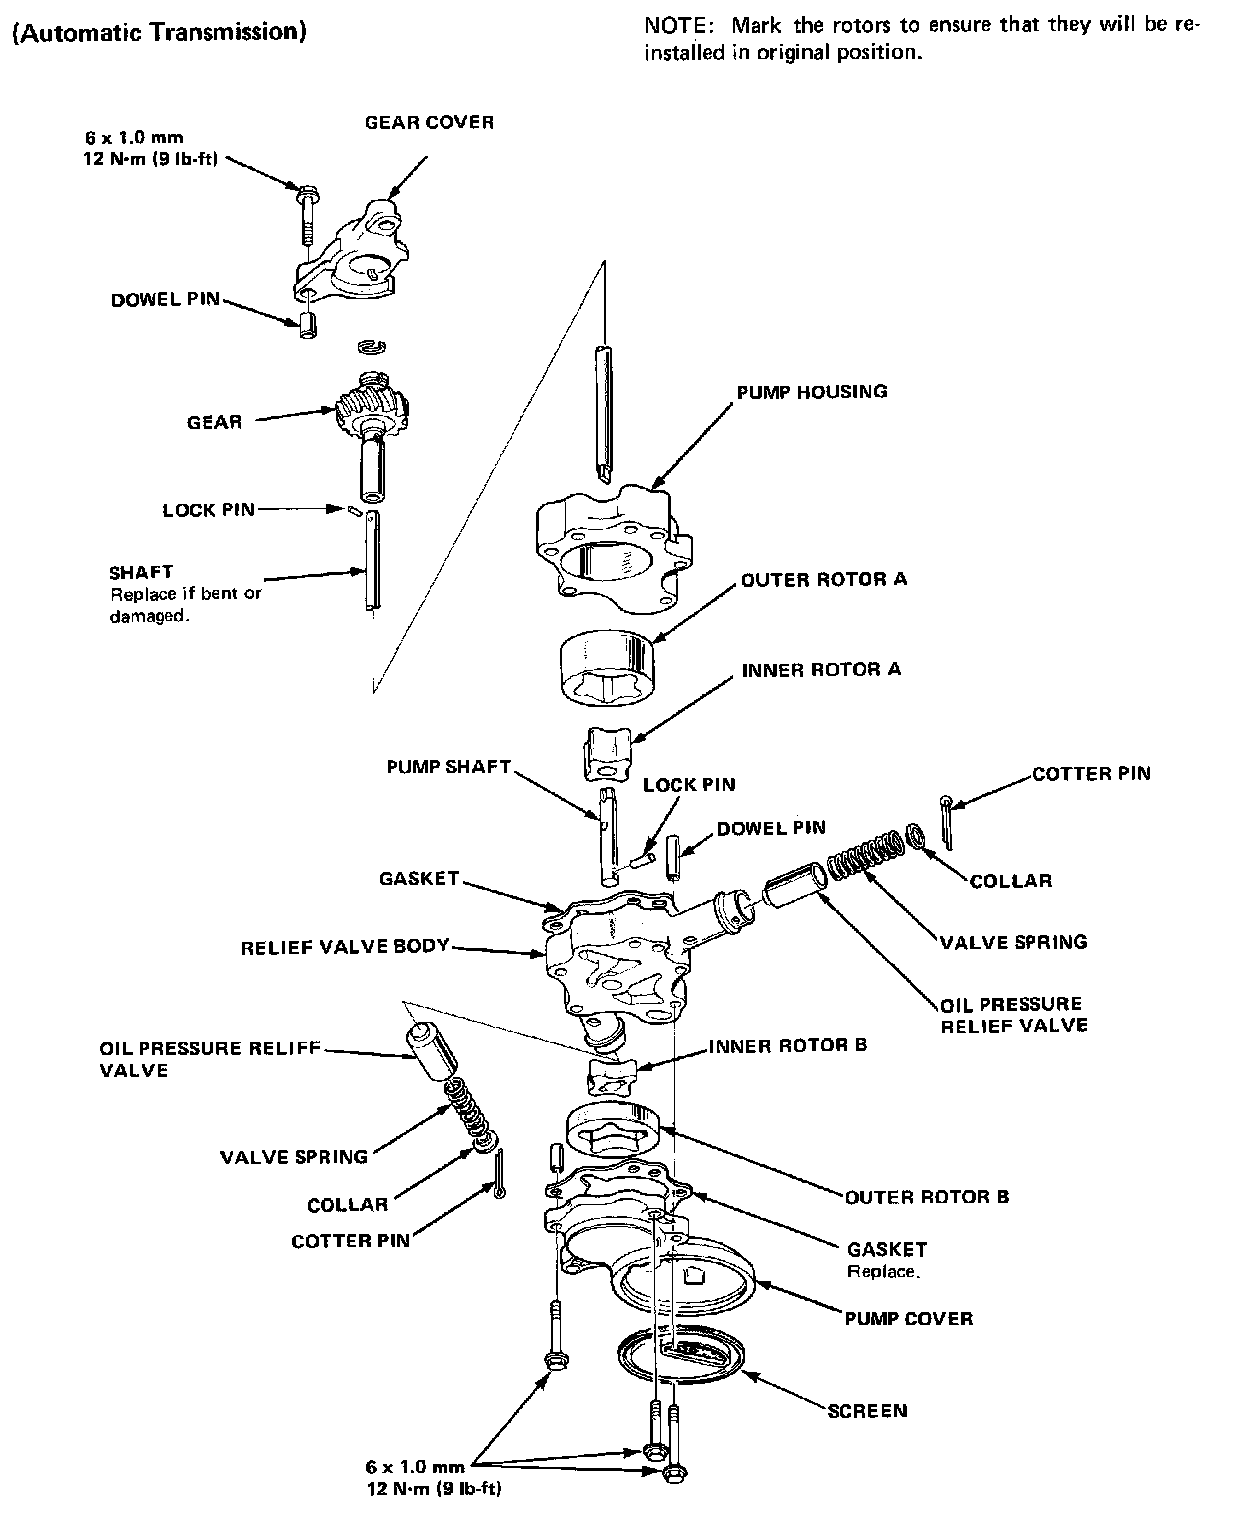 (Automatic Transmission)
NOTE: Mark the rotors to ensure that they will be re-
installed in original position.
GEAR COVER
6 x 1.0 mm
12 N·m (9 lb-ft)
DOWEL PIN
PUMP HOUSING
GEAR
LOCK PIN
SHAFT
Replace if bent or
damaged.
OUTER ROTOR A
INNER ROTOR A
PUMP SHAFT
LOCK PIN
COTTER PIN
DOWEL PIN
GASKET
COLLAR
RELIEF VALVE BODY
VALVE SPRING
OIL PRESSURE
RELIEF VALVE
OIL PRESSURE RELIFF
VALVE
INNER ROTOR B
VALVE SPRING
COLLAR
OUTER ROTOR B
COTTER PIN
GASKET
Replace.
PUMP COVER
SCREEN
6 x 1.0 mm
12 N·m (9 lb-ft)